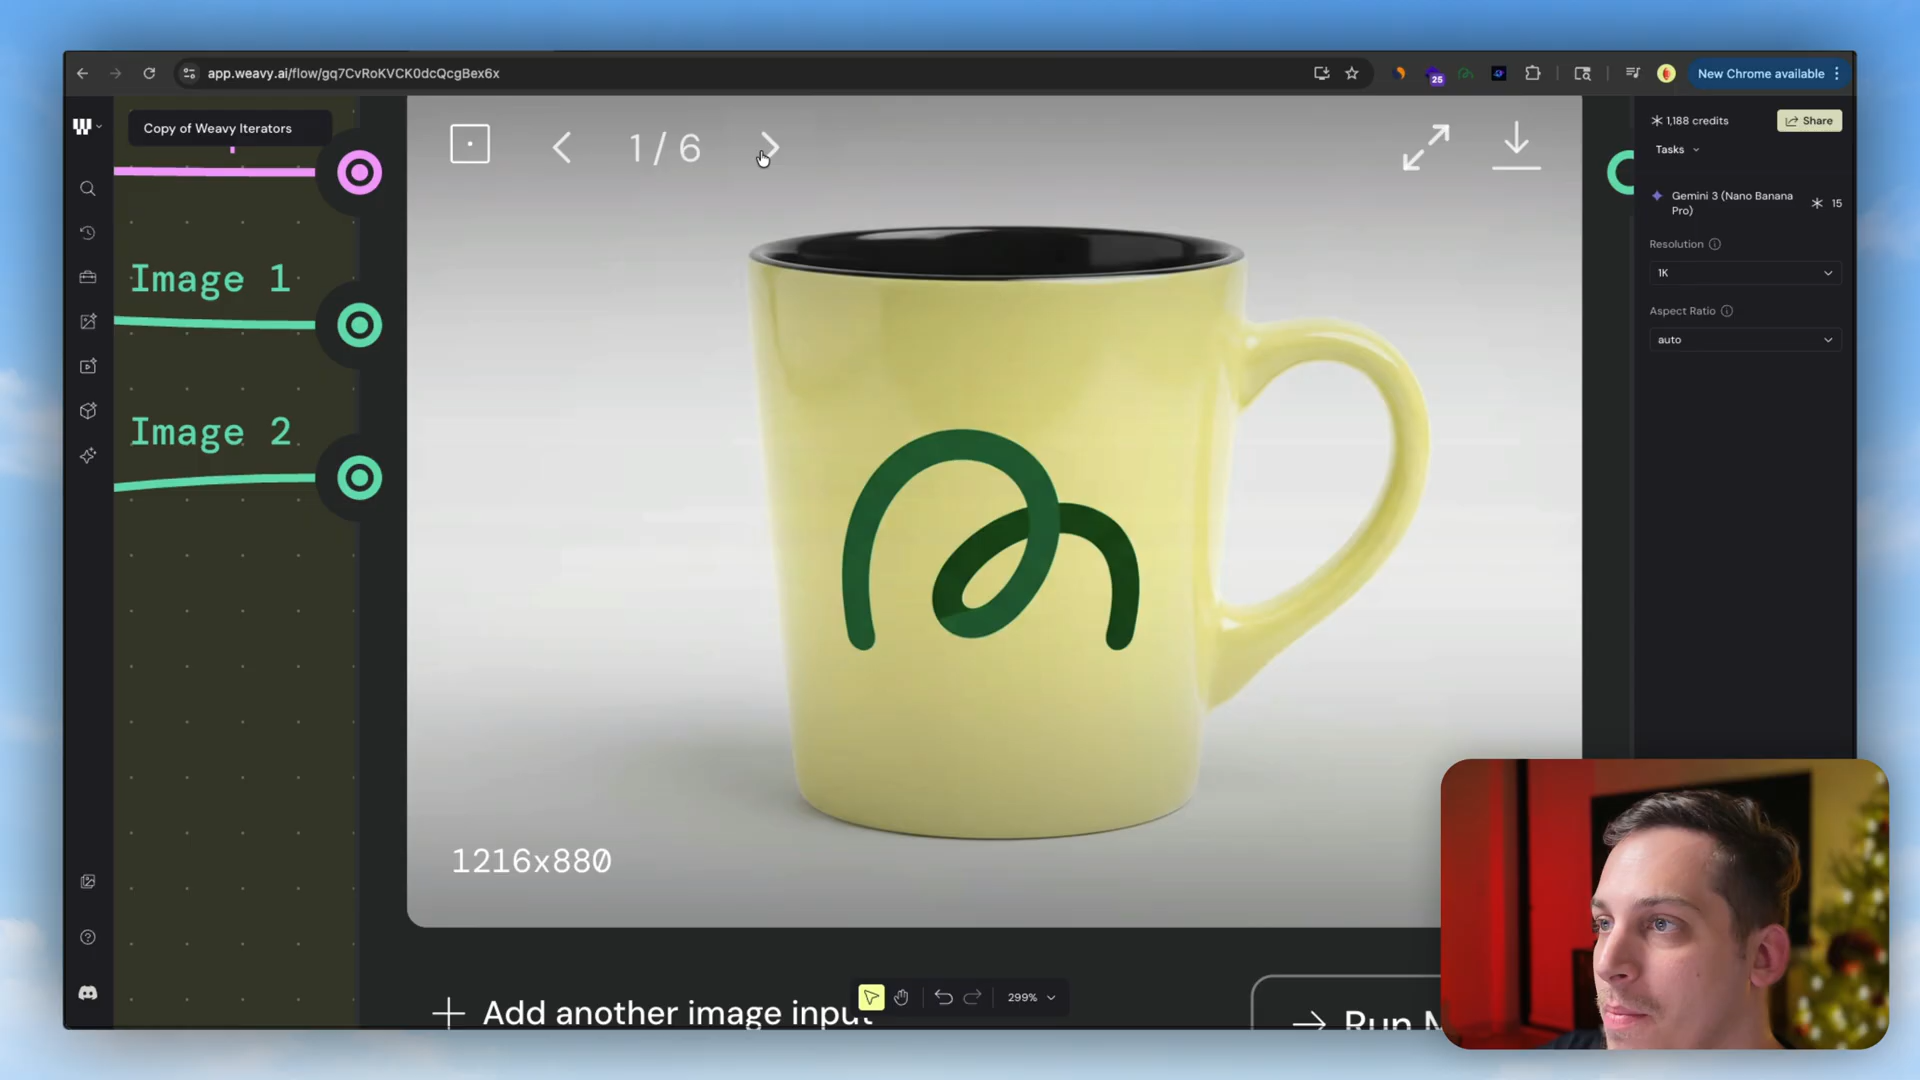 app.weavy.ai/flow/gq7CvRoKVCK0dcQcgBex6x
25
New Chrome available
Copy of Weavy Iterators
1 / 6
1,188 credits
Share
Tasks
Gemini 3 (Nano Banana
Pro)
15
Resolution
1K
Aspect Ratio
auto
Image 1
Image 2
1216x880
Add another image input
299%
Run M